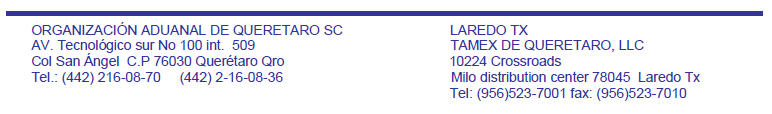 ORGANIZACIÓN ADUANAL DE QUERETARO SC
AV. Tecnológico sur No 100 int. 509
Col San Ángel C.P 76030 Querétaro Qro
Tel.: (442) 216-08-70 (442) 2-16-08-36
LAREDO TX
TAMEX DE QUERETARO, LLC
10224 Crossroads
Milo distribution center 78045 Laredo Tx
Tel: (956)523-7001 fax: (956)523-7010